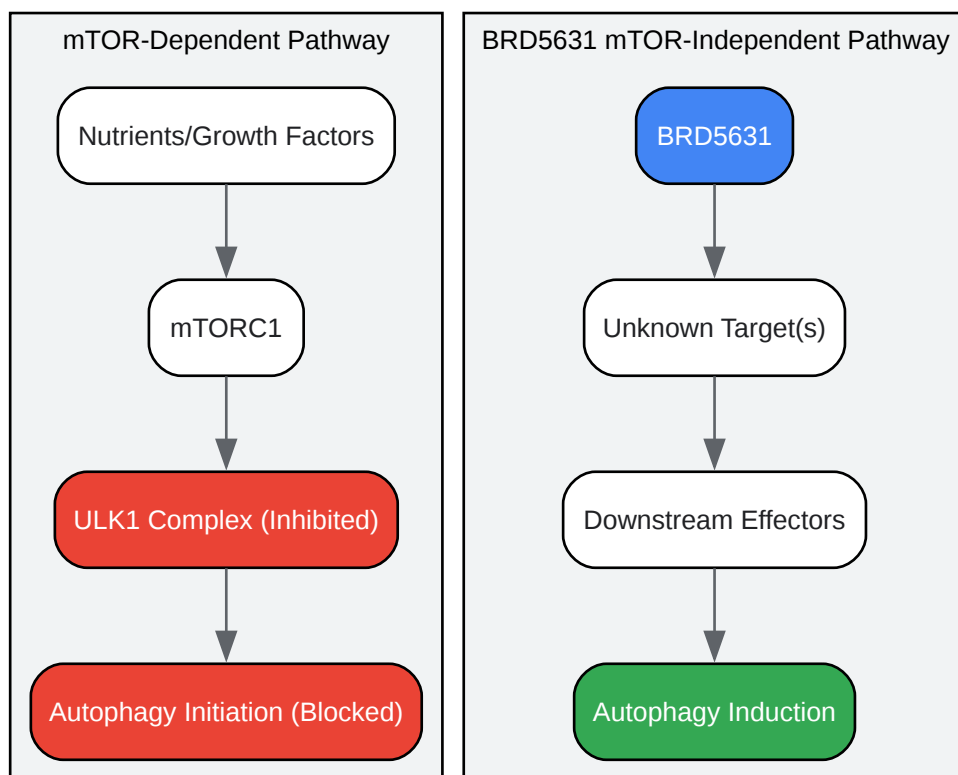 mTOR-Dependent Pathway
Nutrients/Growth Factors
mTORC1
ULK1 Complex (Inhibited)
Autophagy Initiation (Blocked)
BRD5631 mTOR-Independent Pathway
BRD5631
Unknown Target(s)
Downstream Effectors
Autophagy Induction